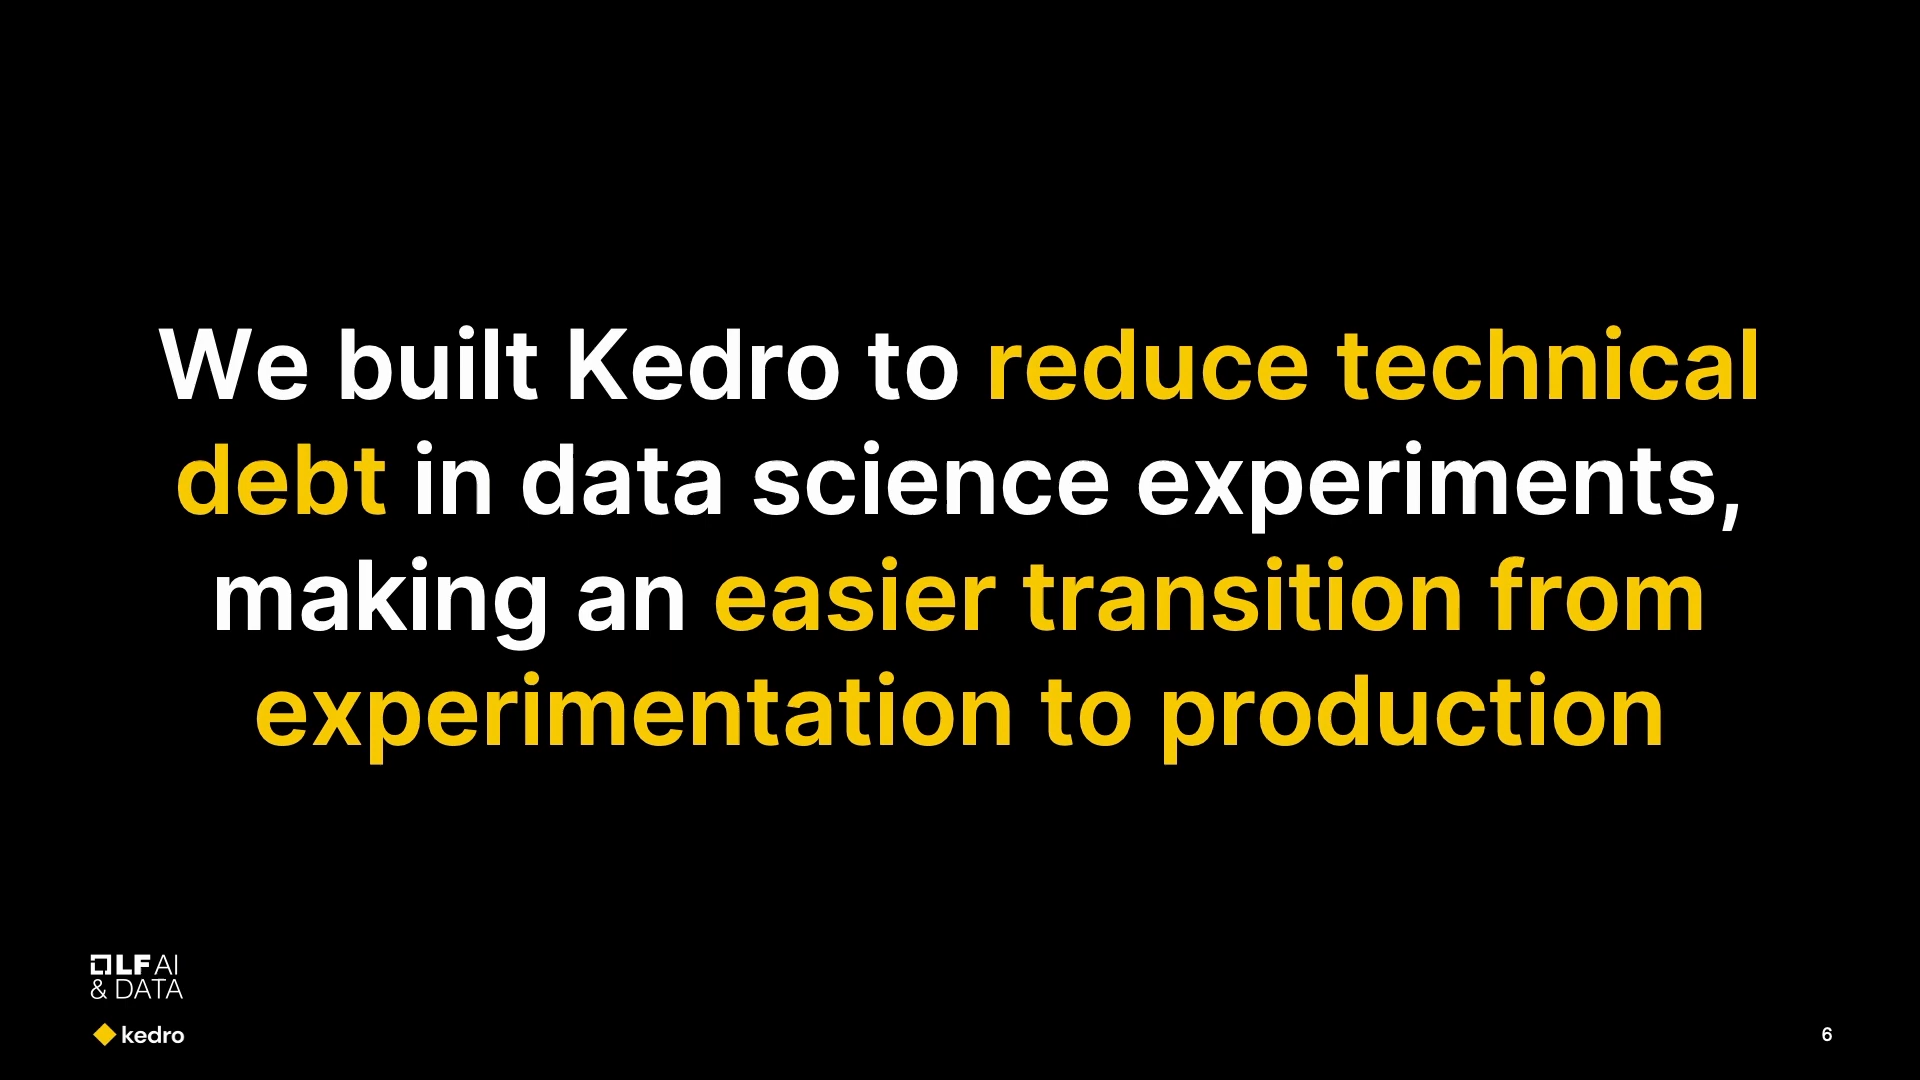 We built Kedro to reduce technical
debt in data science experiments,
making an easier transition from
experimentation to production
LF AI
& DATA
kedro
6